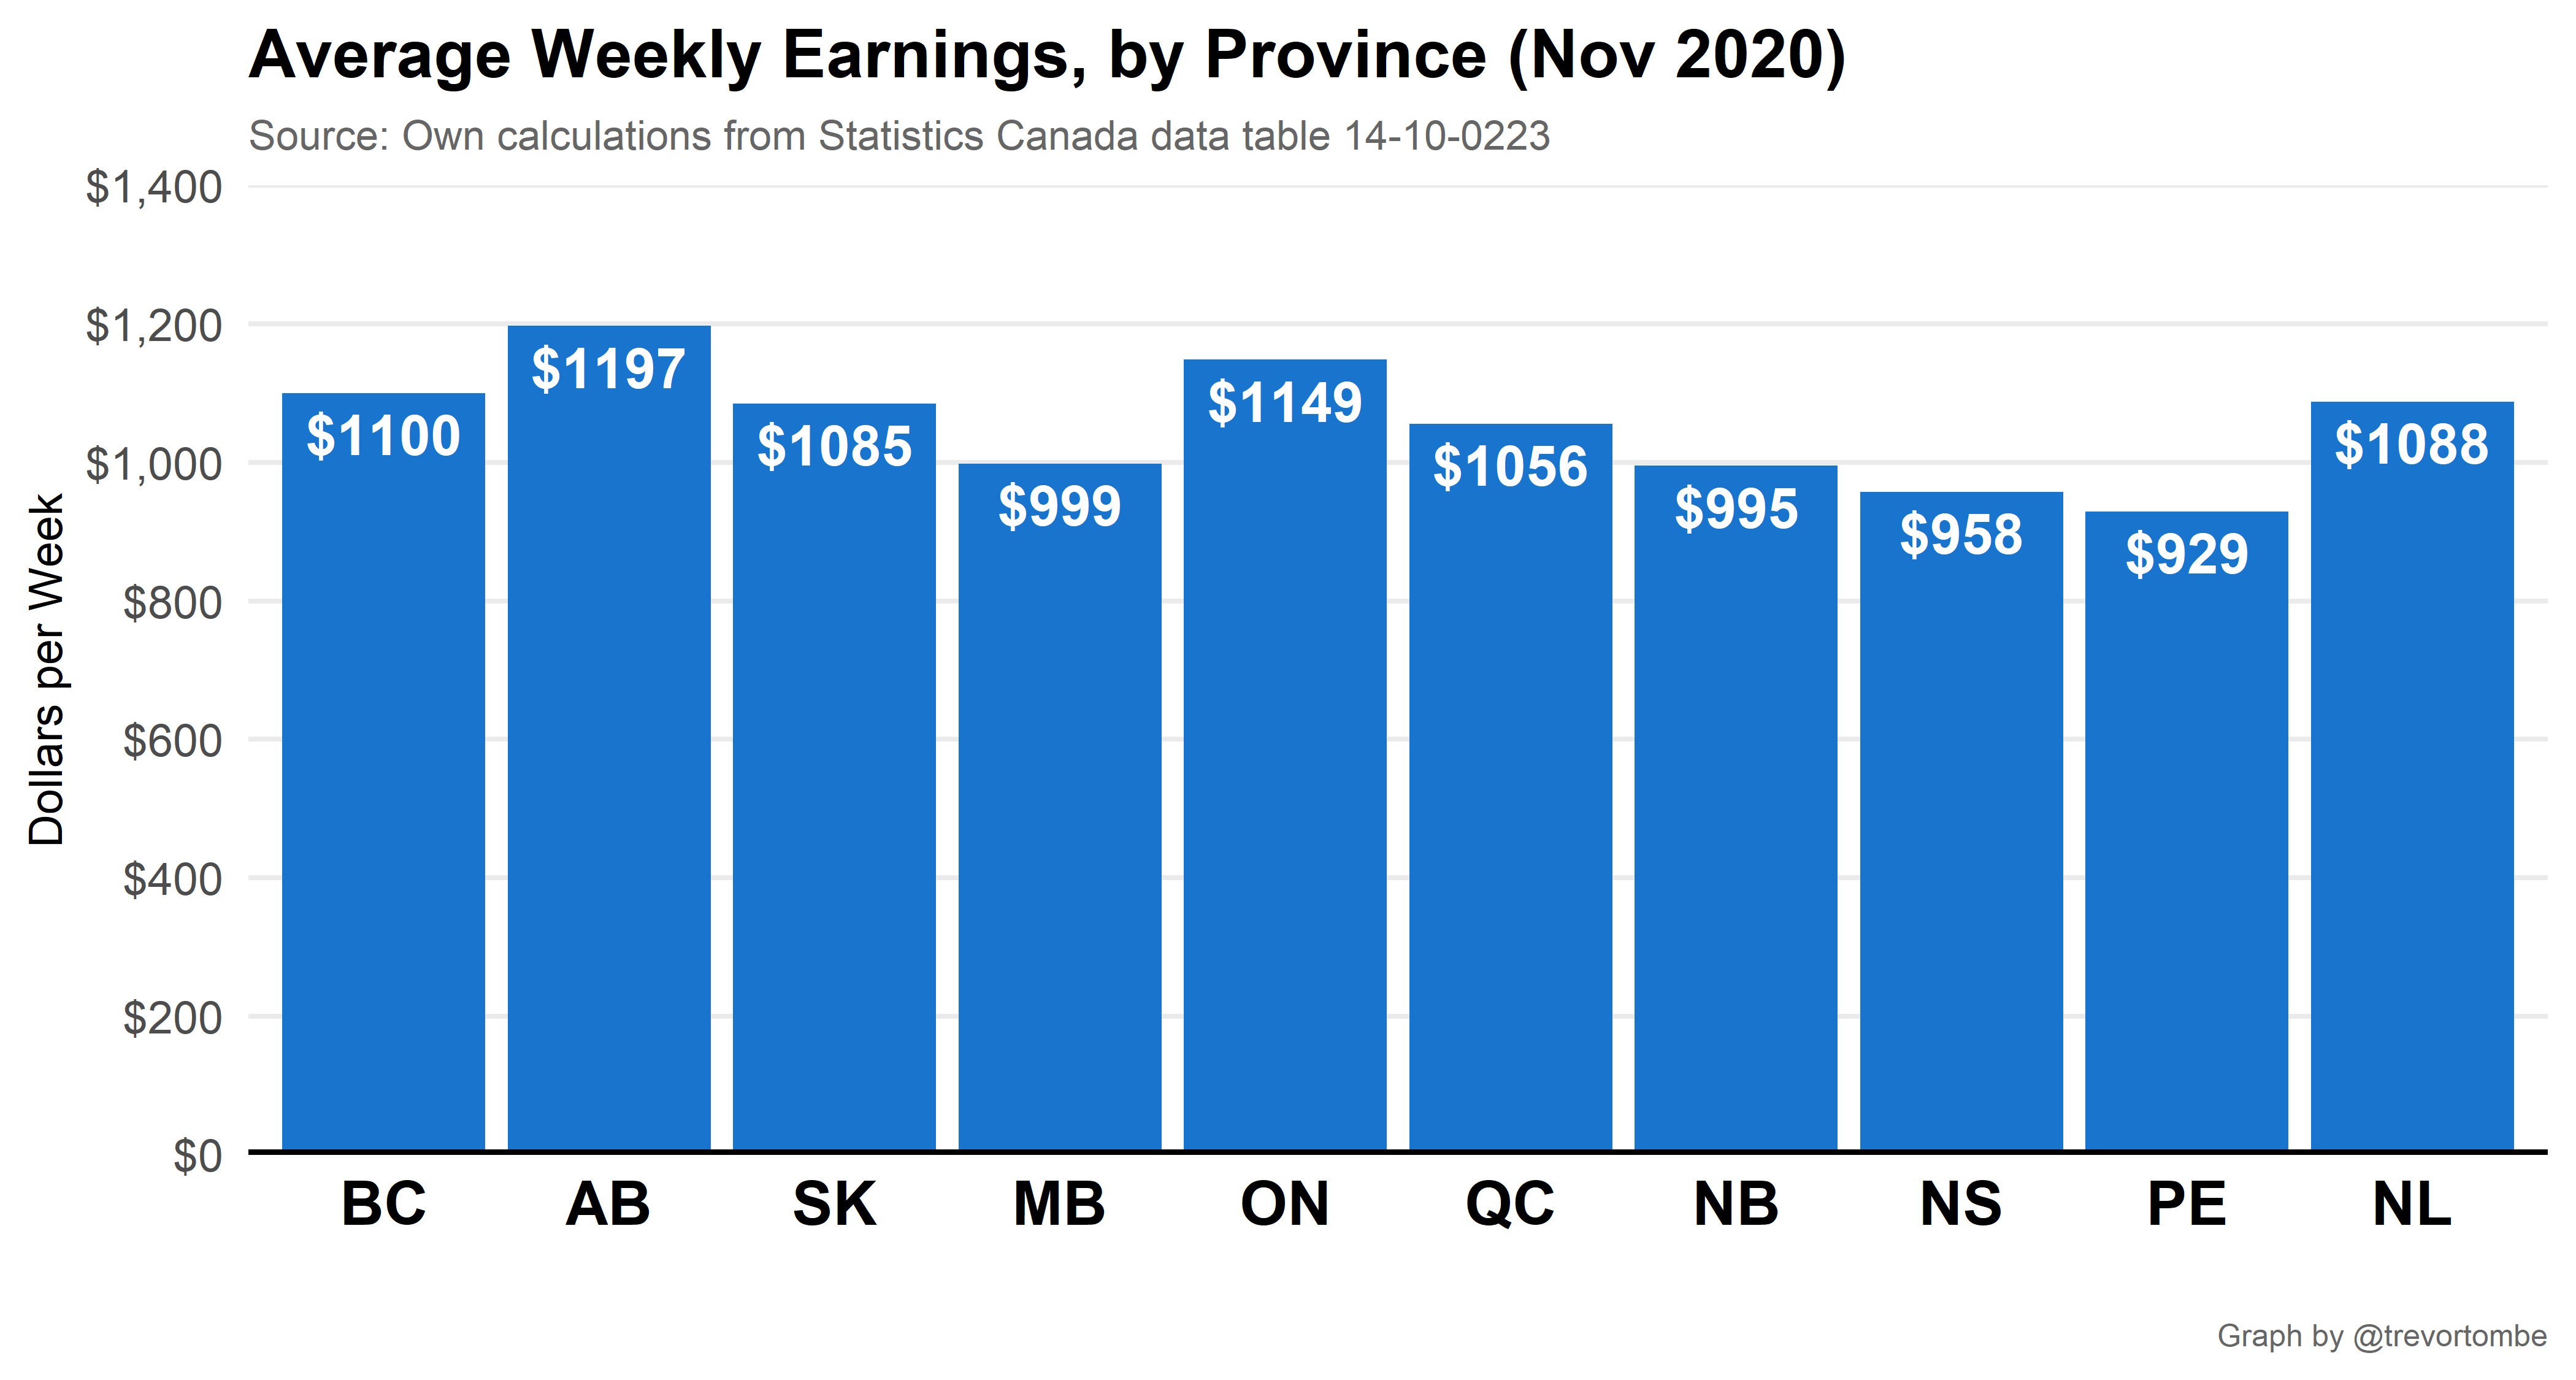 Average Weekly Earnings, by Province (Nov 2020)
Source: Own calculations from Statistics Canada data table 14-10-0223
Dollars per Week
$1,400
$1,200
$1,000
$800
$600
$400
$200
$0
$1100
$1197
$1085
$999
$1149
$1056
$995
$958
$929
$1088
BC
AB
SK
MB
ON
QC
NB
NS
PE
NL
Graph by @trevortombe